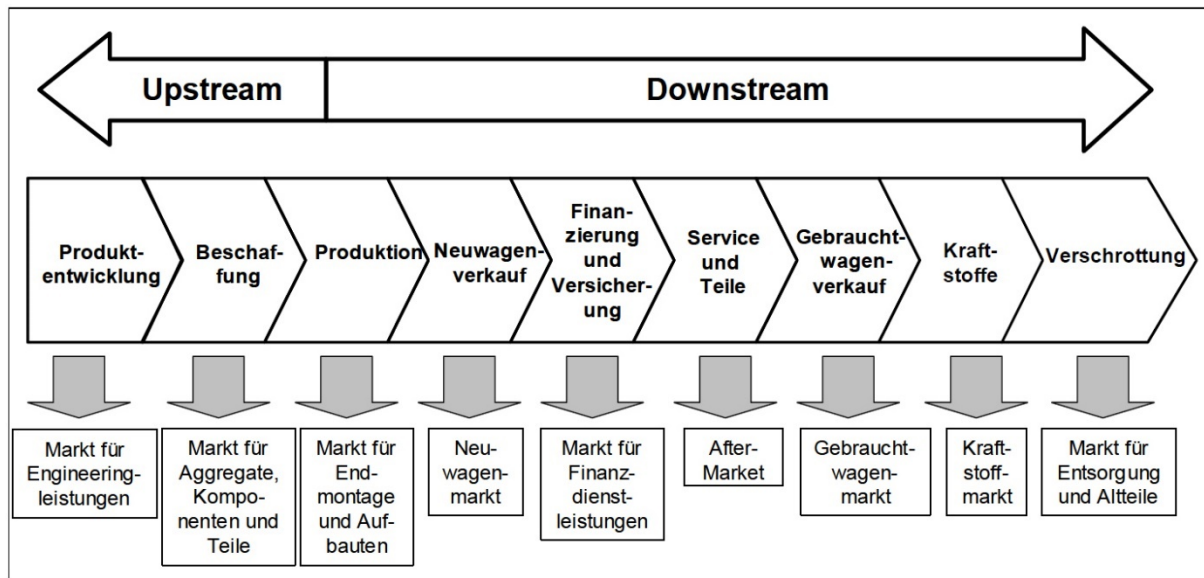 Upstream
Downstream
Produkt-
entwicklung
Beschaf-
fung
Produktion
Neuwagen-
verkauf
Finan-
zierung
und
Versicher-
ung
Service
und
Teile
Gebraucht-
wagen-
verkauf
Kraft-
stoffe
Verschrottung
Markt für
Engineering-
leistungen
Markt für
Aggregate,
Kompo-
nenten und
Teile
Markt für
End-
montage
und Auf-
bauten
Neu-
wagen-
markt
Markt für
Finanz-
dienst-
leistungen
After-
Market
Gebraucht-
wagen-
markt
Kraft-
stoff-
markt
Markt für
Entsorgung
und Altteile